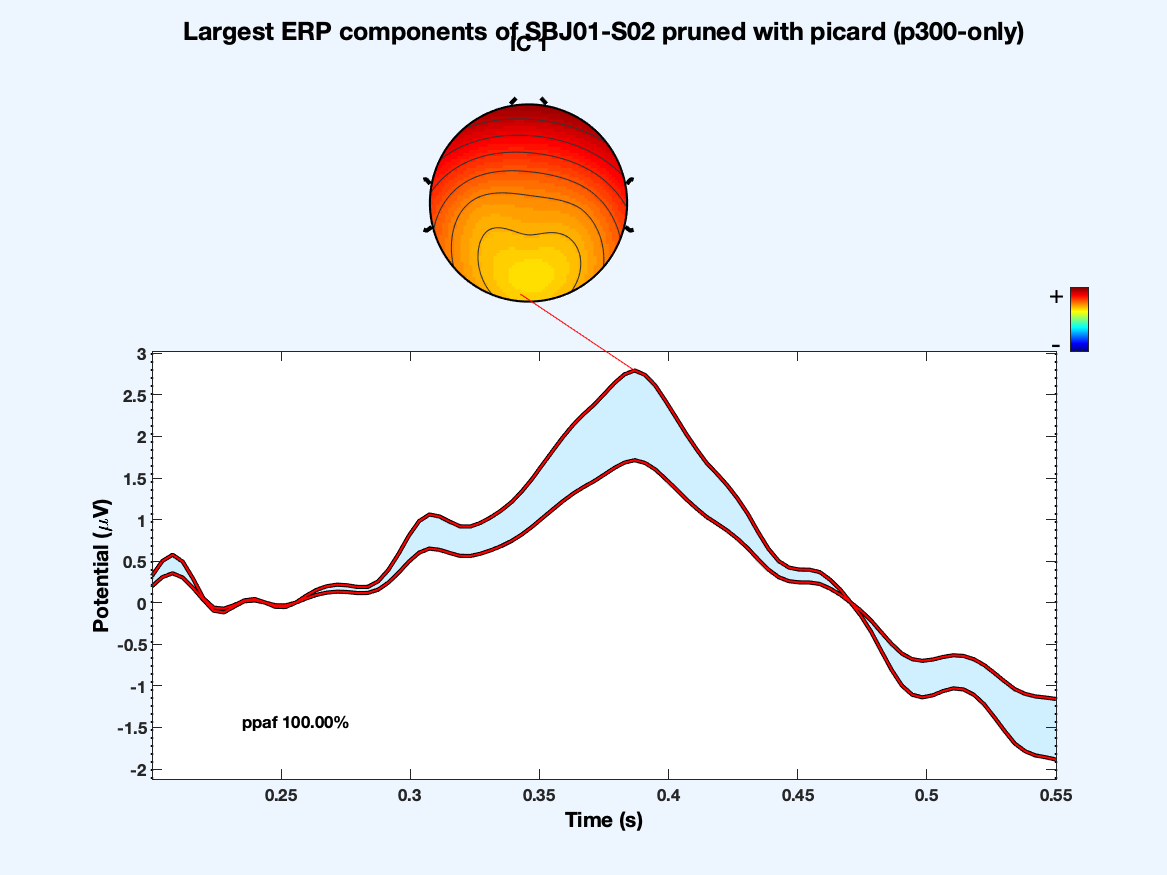 Largest ERP components of SBJ01-S02 pruned with picard (p300-only)
IC 1
+
-
3
2.5
2
1.5
1
0.5
0
-0.5
-1
-1.5
-2
Potential (μV)
ppaf 100.00%
0.25 0.3 0.35 0.4 0.45 0.5 0.55
Time (s)